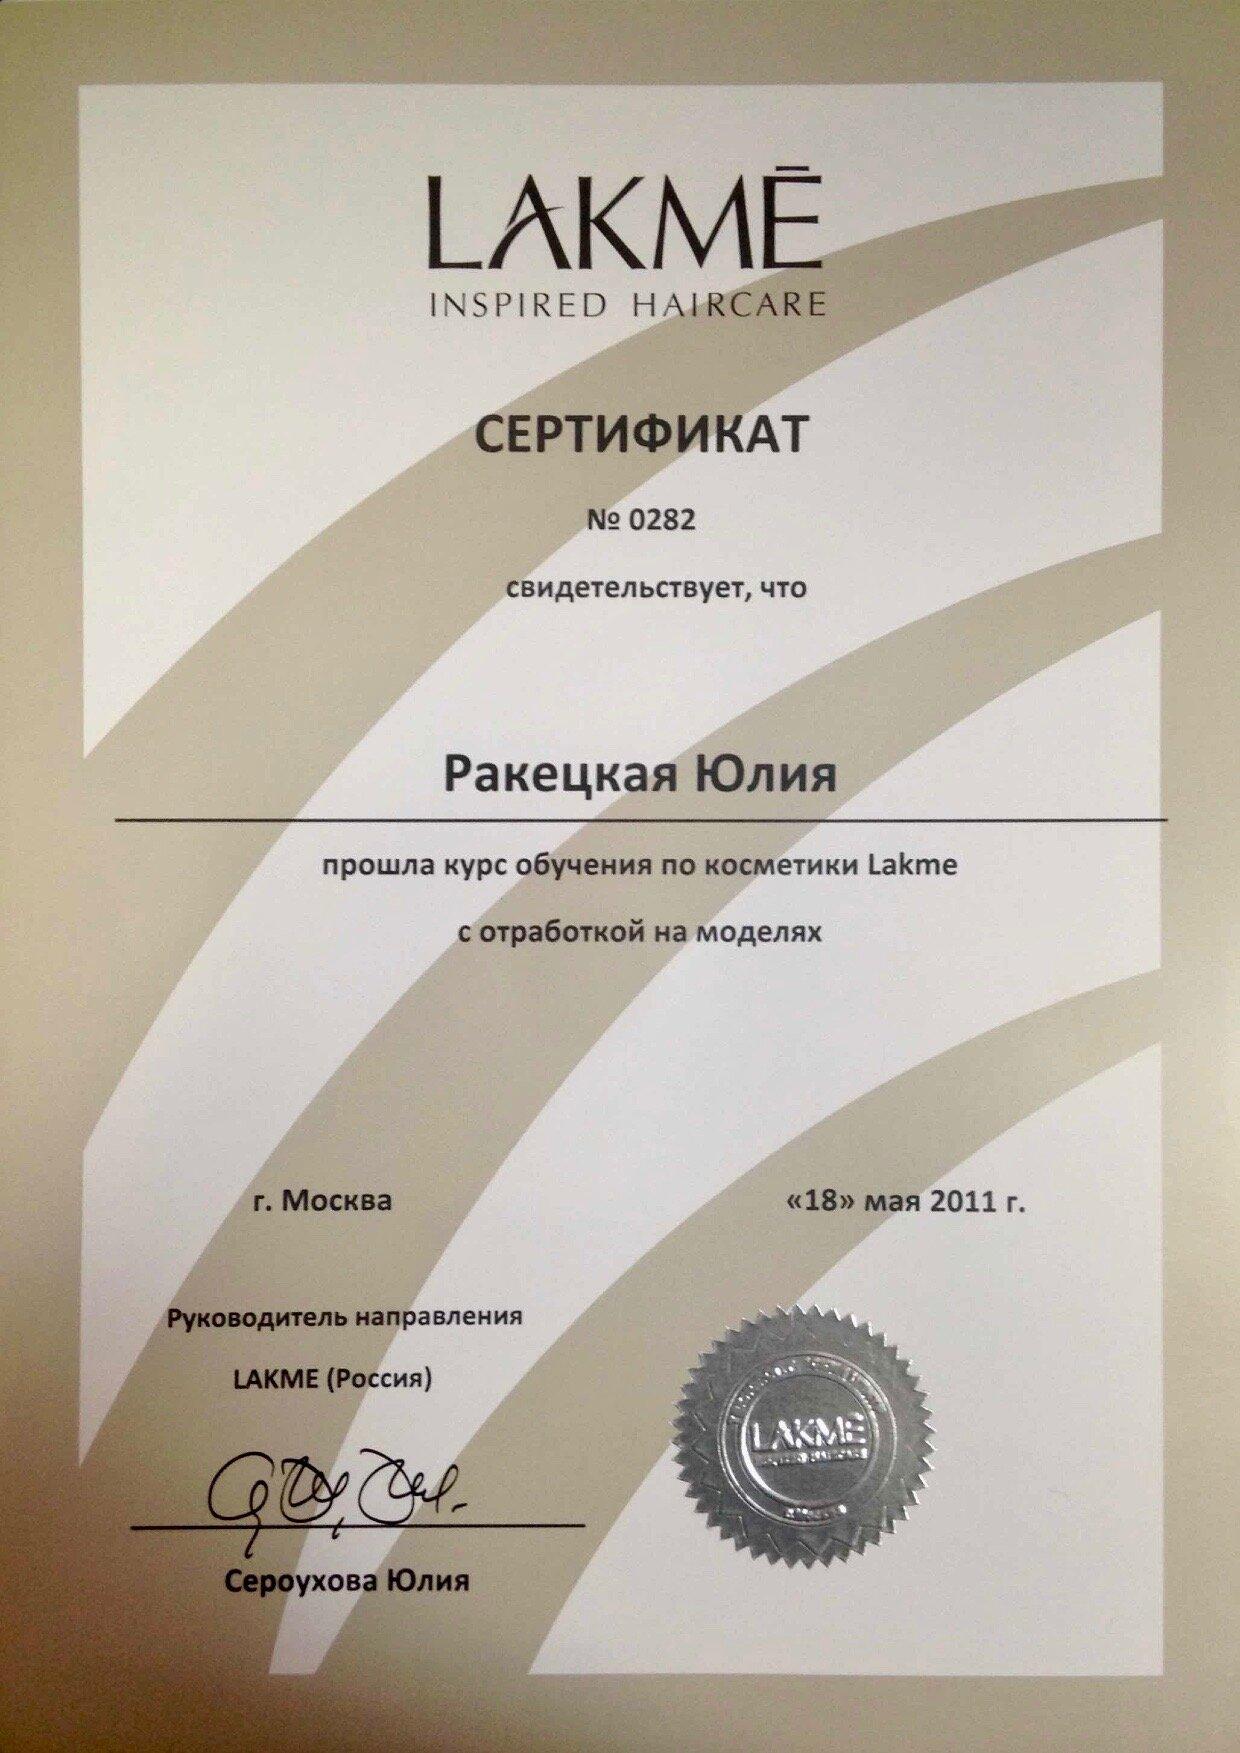 LAKMĒ
INSPIRED HAIRCARE
СЕРТИФИКАТ
№ 0282
свидетельствует, что
Ракецкая Юлия
прошла курс обучения по косметики Lakme
с отработкой на моделях
г. Москва
«18» мая 2011 г.
Руководитель направления
LAKME (Россия)
Сероухова Юлия
LAKMĒ